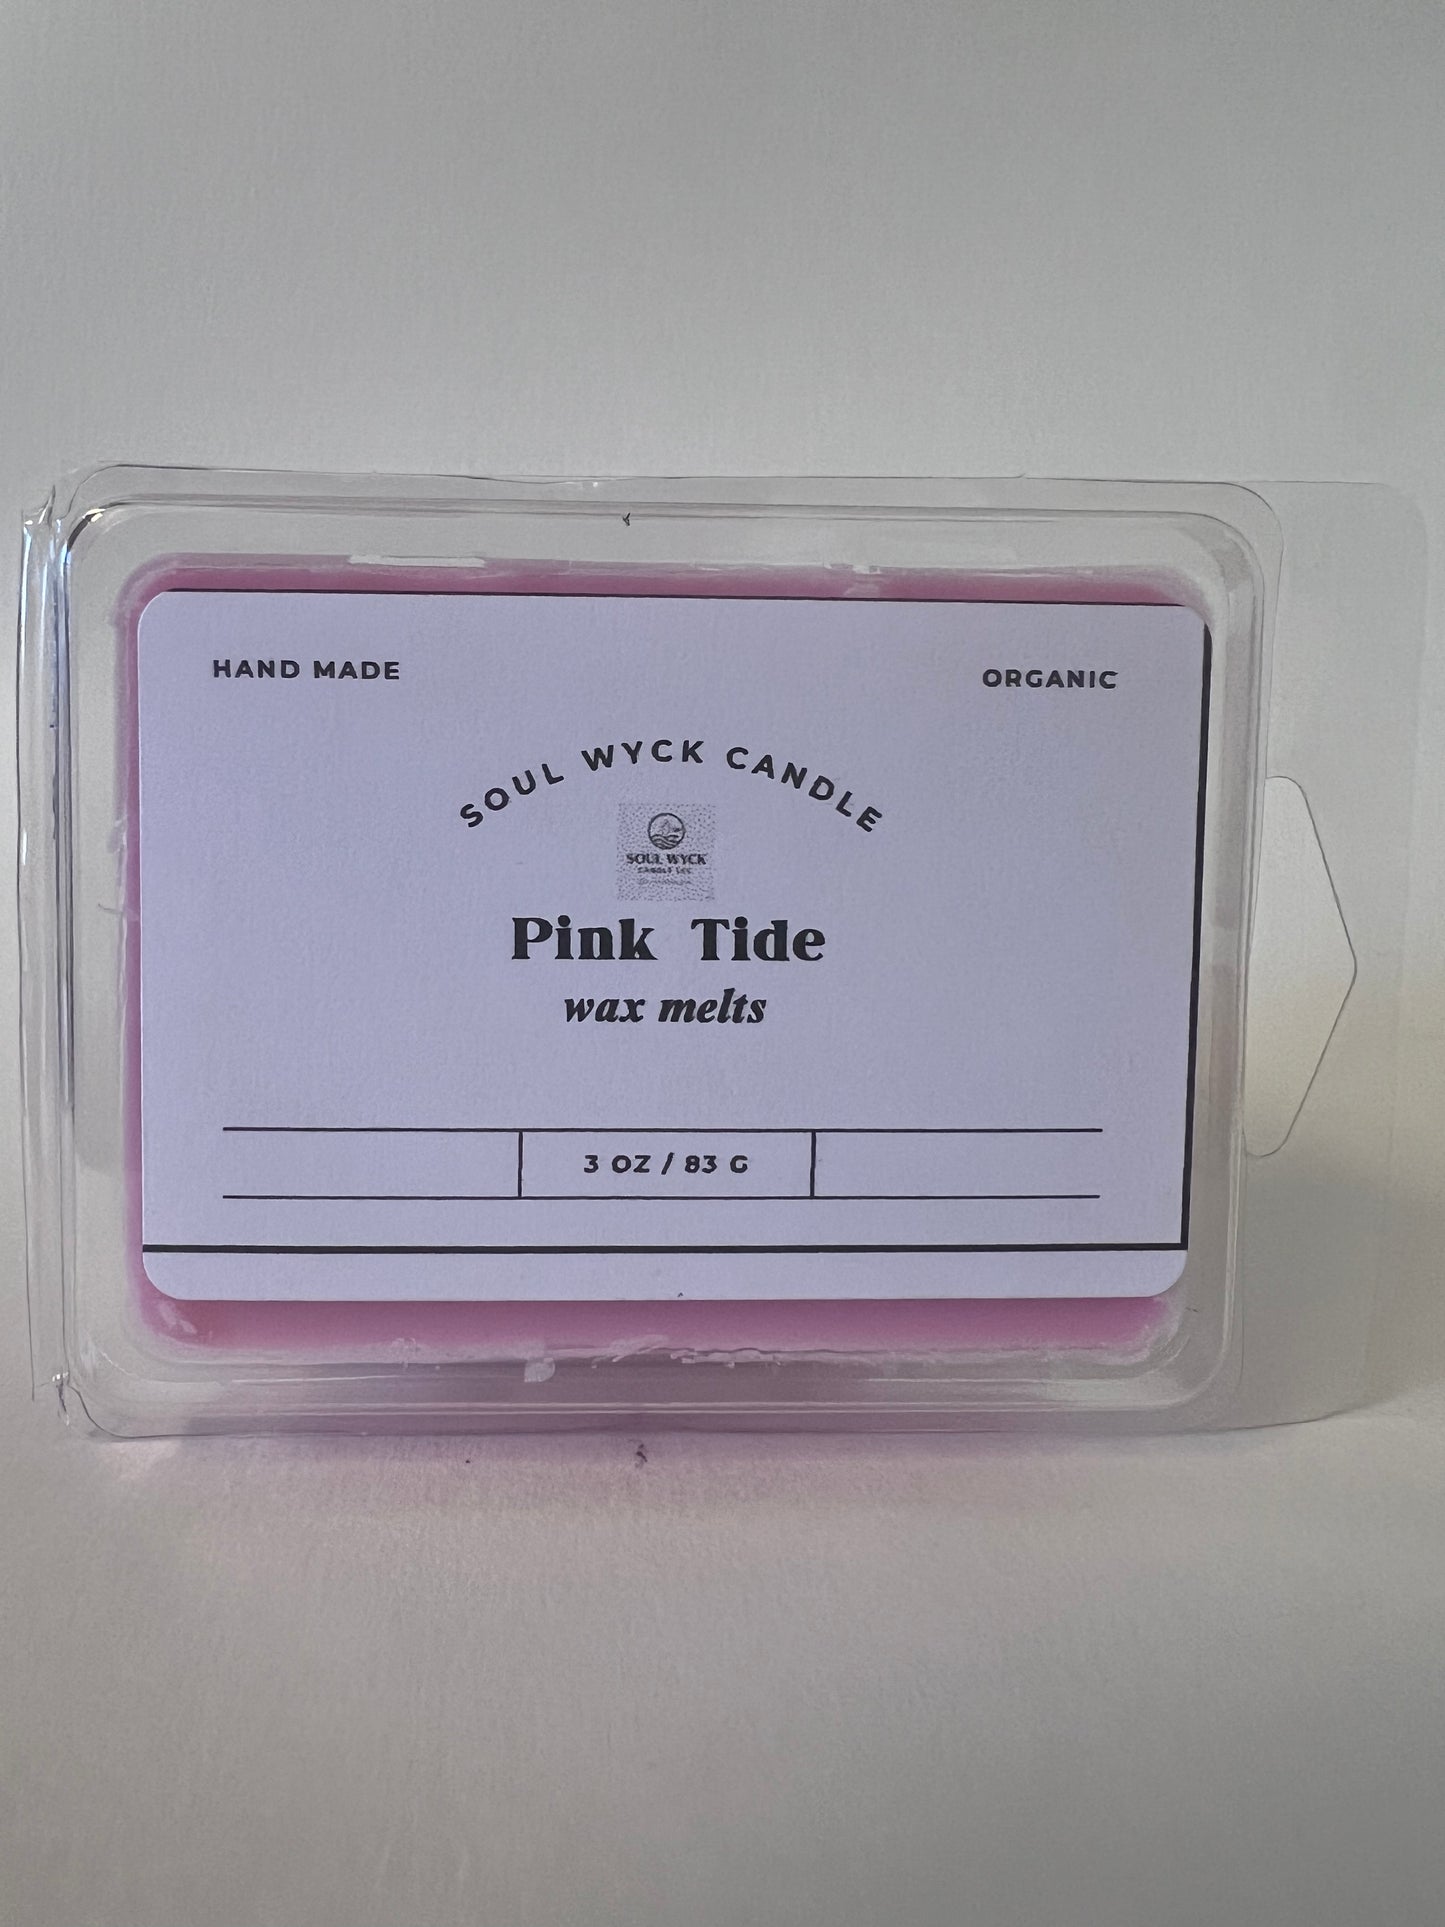 HAND MADE
ORGANIC
SOUL WYCK CANDLE
SOUL WYCK
Pink Tide
wax melts
3 OZ / 83 G